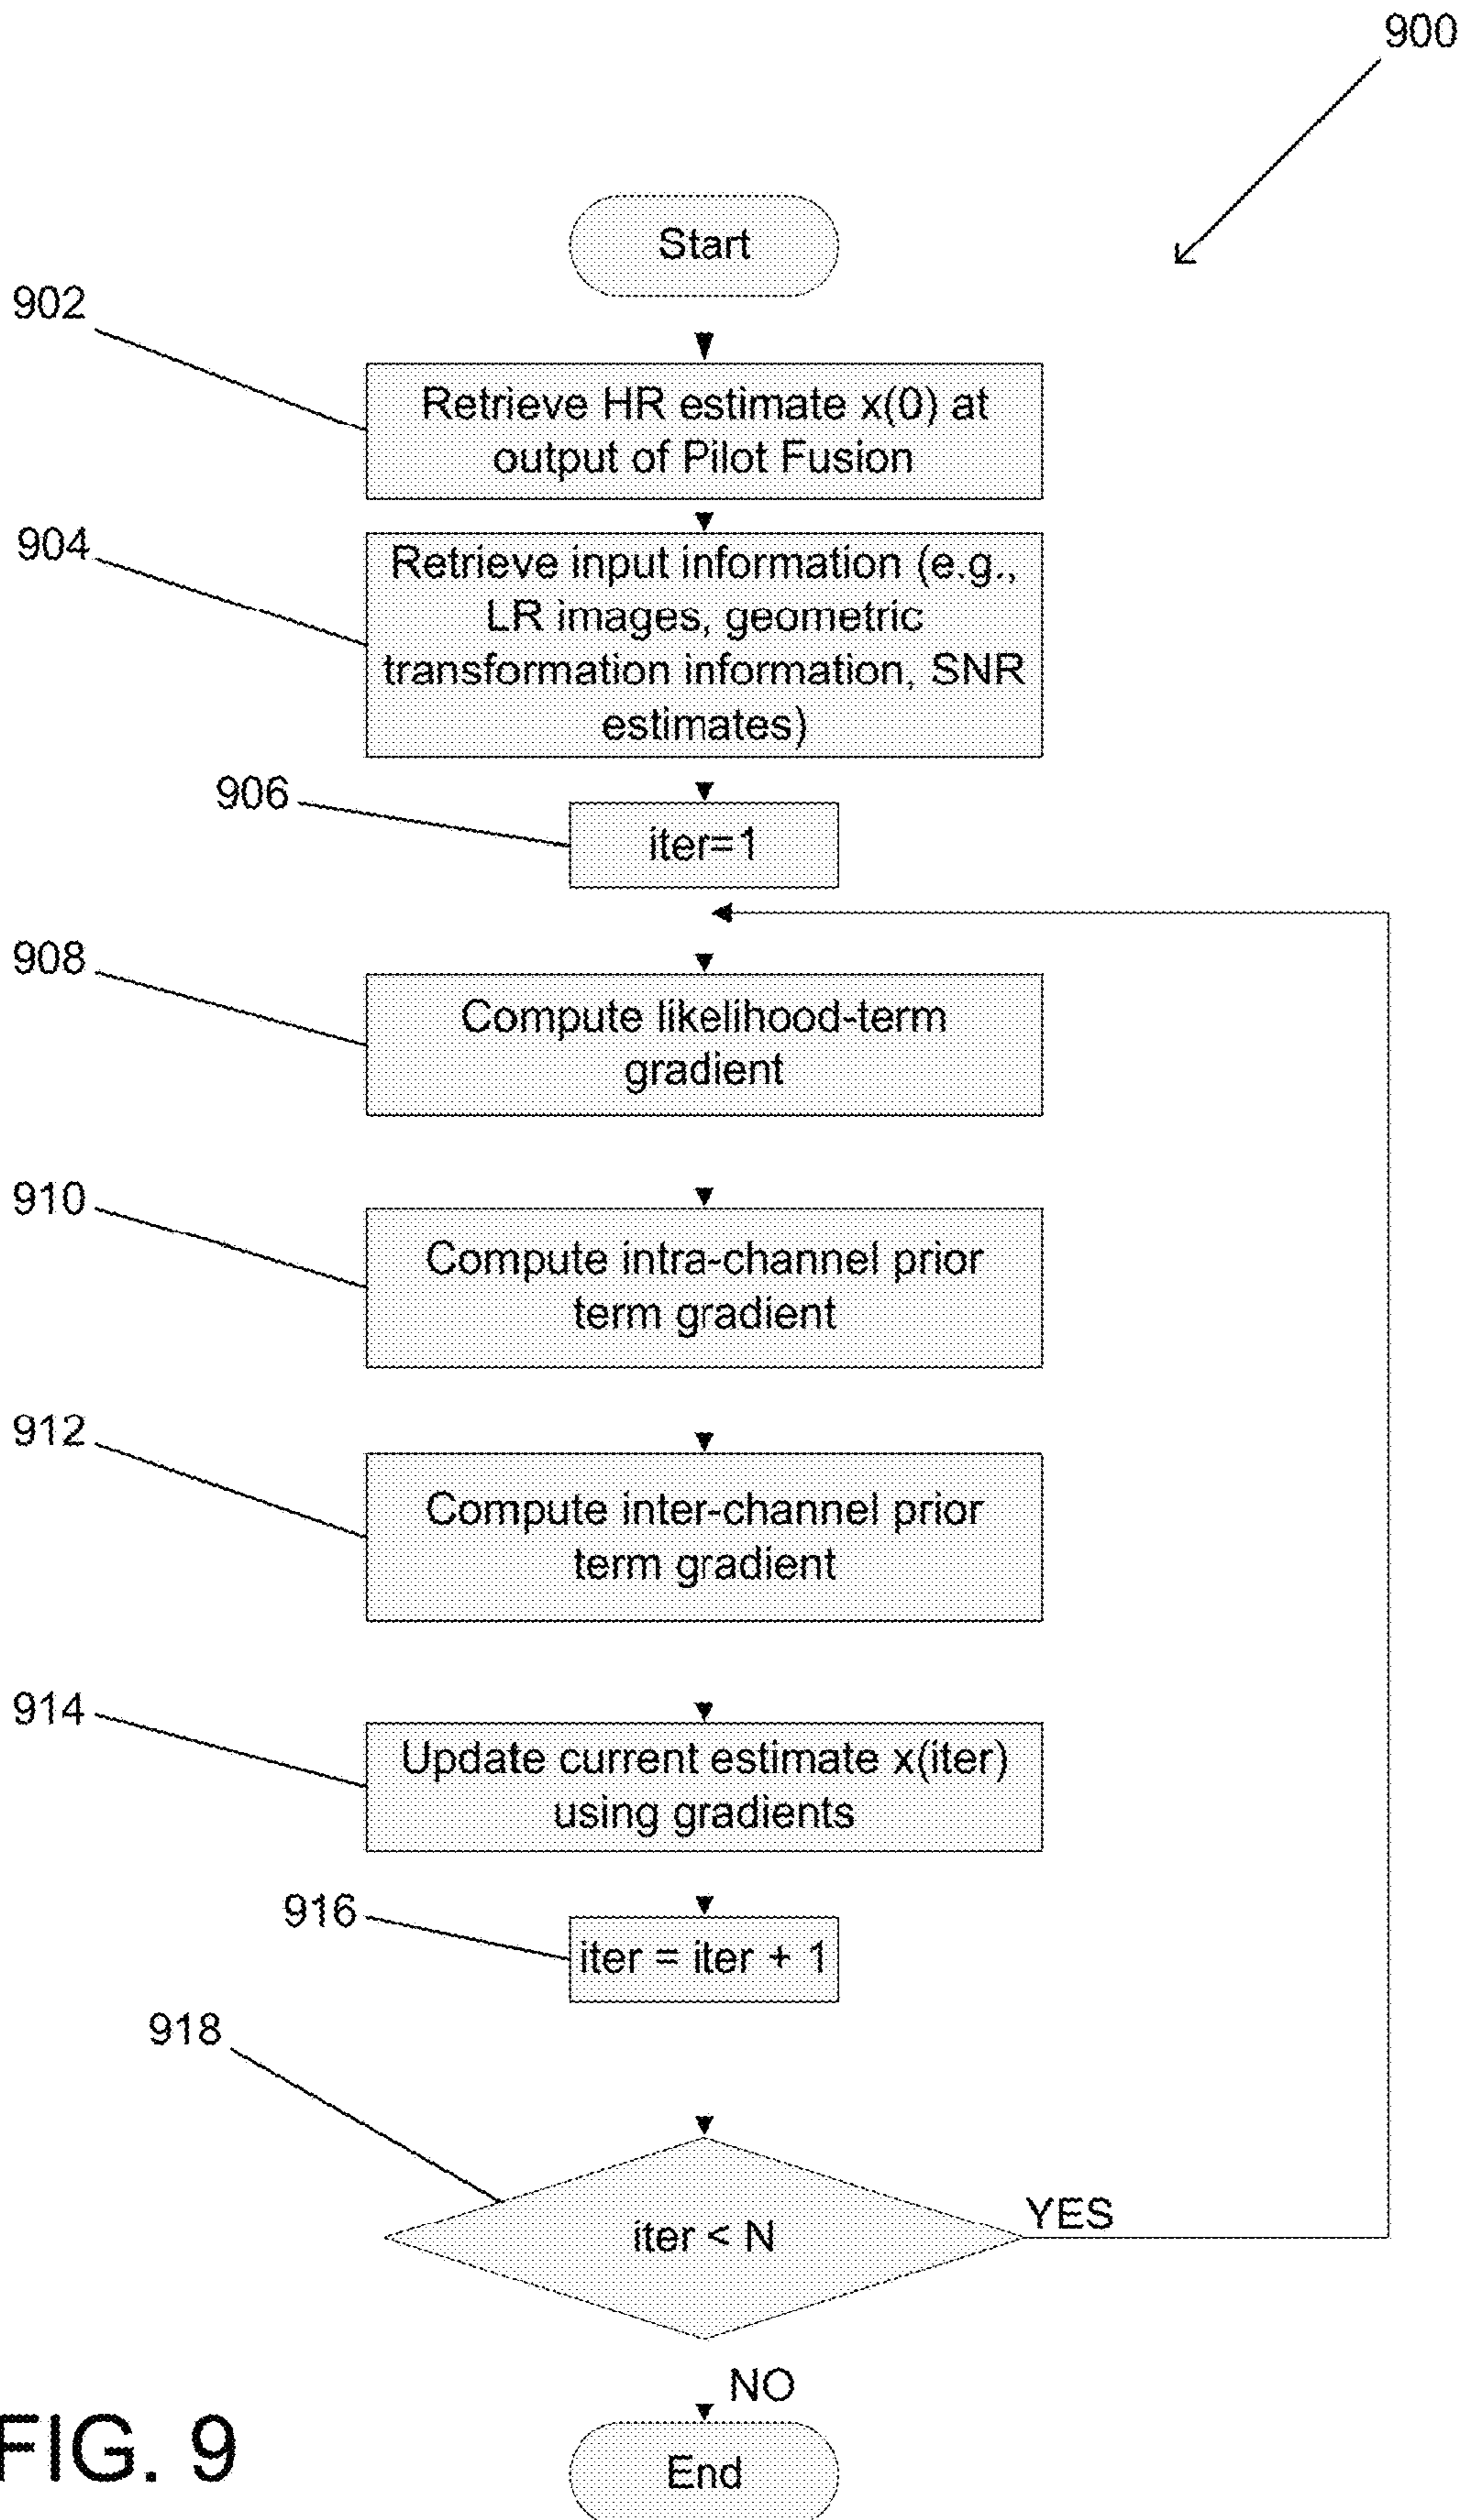 900
Start
902
Retrieve HR estimate x(0) at
output of Pilot Fusion
904
Retrieve input information (e.g.,
LR images, geometric
transformation information, SNR
estimates)
906
iter=1
908
Compute likelihood-term
gradient
910
Compute intra-channel prior
term gradient
912
Compute inter-channel prior
term gradient
914
Update current estimate x(iter)
using gradients
916
iter = iter + 1
918
iter < N
YES
NO
End
FIG. 9